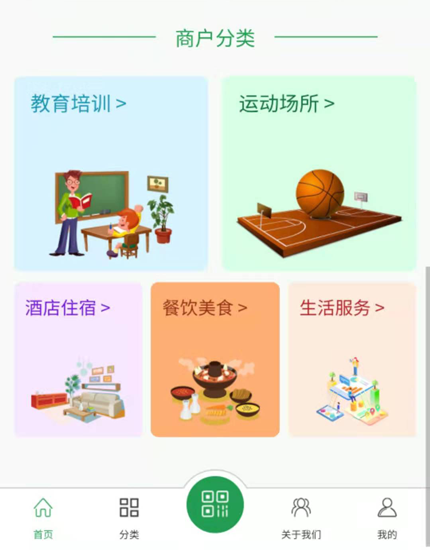 商户分类
教育培训 >
运动场所 >
酒店住宿 >
餐饮美食 >
生活服务 >
首页
分类
关于我们
我的